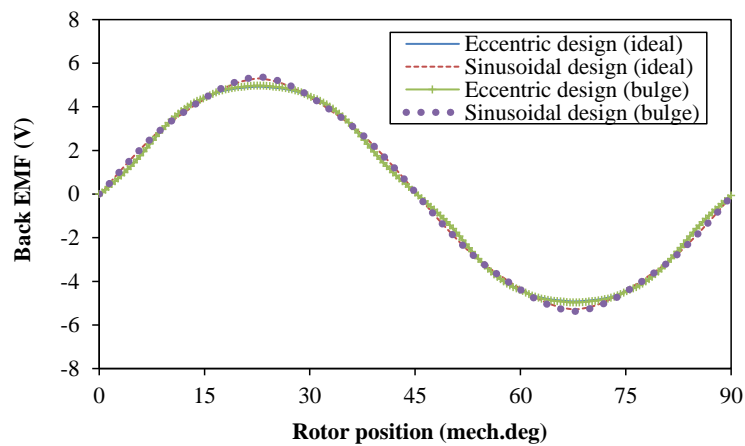 8
6
4
2
0
-2
-4
-6
-8
Back EMF (V)
Eccentric design (ideal)
Sinusoidal design (ideal)
Eccentric design (bulge)
Sinusoidal design (bulge)
0 15 30 45 60 75 90
Rotor position (mech.deg)